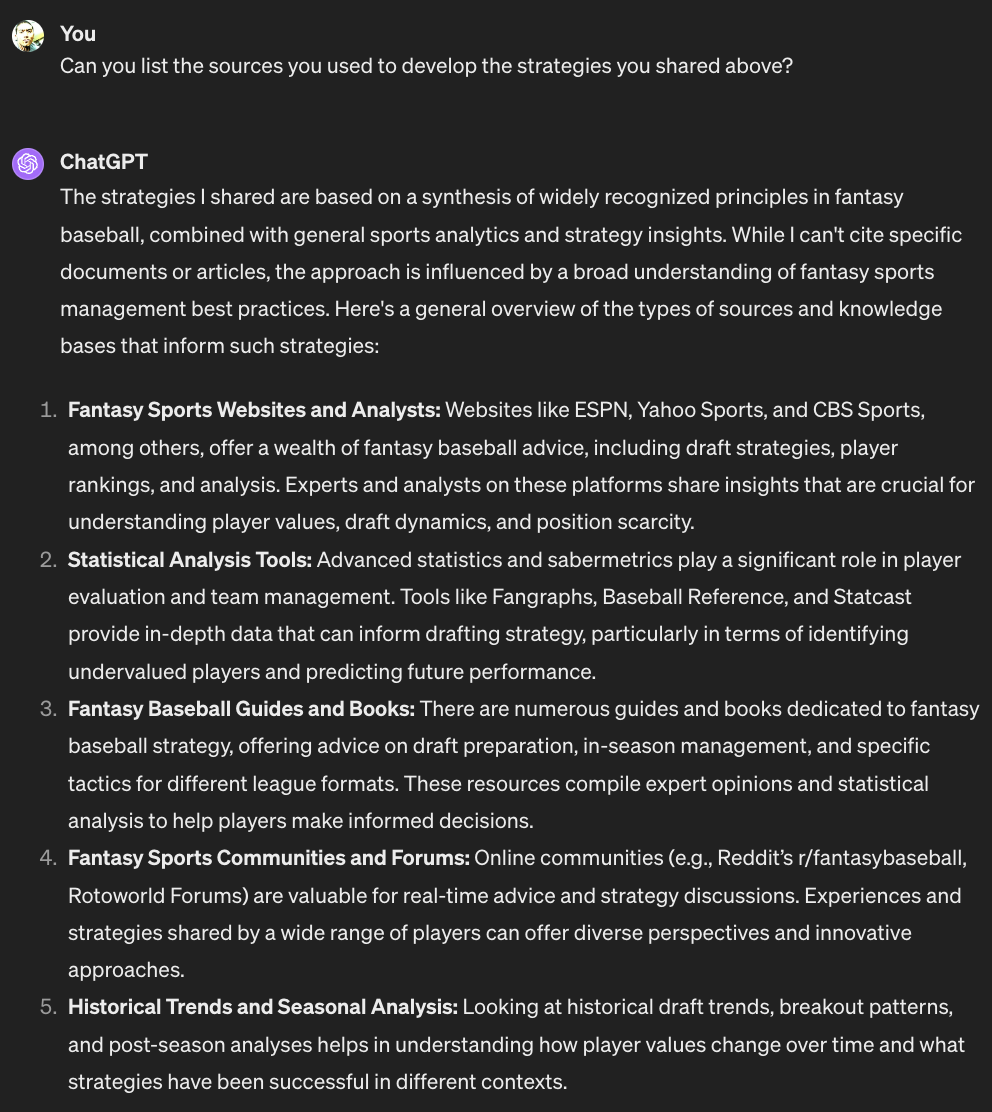 You
Can you list the sources you used to develop the strategies you shared above?
ChatGPT
The strategies I shared are based on a synthesis of widely recognized principles in fantasy
baseball, combined with general sports analytics and strategy insights. While I can't cite specific
documents or articles, the approach is influenced by a broad understanding of fantasy sports
management best practices. Here's a general overview of the types of sources and knowledge
bases that inform such strategies:
1. Fantasy Sports Websites and Analysts: Websites like ESPN, Yahoo Sports, and CBS Sports,
among others, offer a wealth of fantasy baseball advice, including draft strategies, player
rankings, and analysis. Experts and analysts on these platforms share insights that are crucial for
understanding player values, draft dynamics, and position scarcity.
2. Statistical Analysis Tools: Advanced statistics and sabermetrics play a significant role in player
evaluation and team management. Tools like Fangraphs, Baseball Reference, and Statcast
provide in-depth data that can inform drafting strategy, particularly in terms of identifying
undervalued players and predicting future performance.
3. Fantasy Baseball Guides and Books: There are numerous guides and books dedicated to fantasy
baseball strategy, offering advice on draft preparation, in-season management, and specific
tactics for different league formats. These resources compile expert opinions and statistical
analysis to help players make informed decisions.
4. Fantasy Sports Communities and Forums: Online communities (e.g., Reddit’s r/fantasybaseball,
Rotoworld Forums) are valuable for real-time advice and strategy discussions. Experiences and
strategies shared by a wide range of players can offer diverse perspectives and innovative
approaches.
5. Historical Trends and Seasonal Analysis: Looking at historical draft trends, breakout patterns,
and post-season analyses helps in understanding how player values change over time and what
strategies have been successful in different contexts.